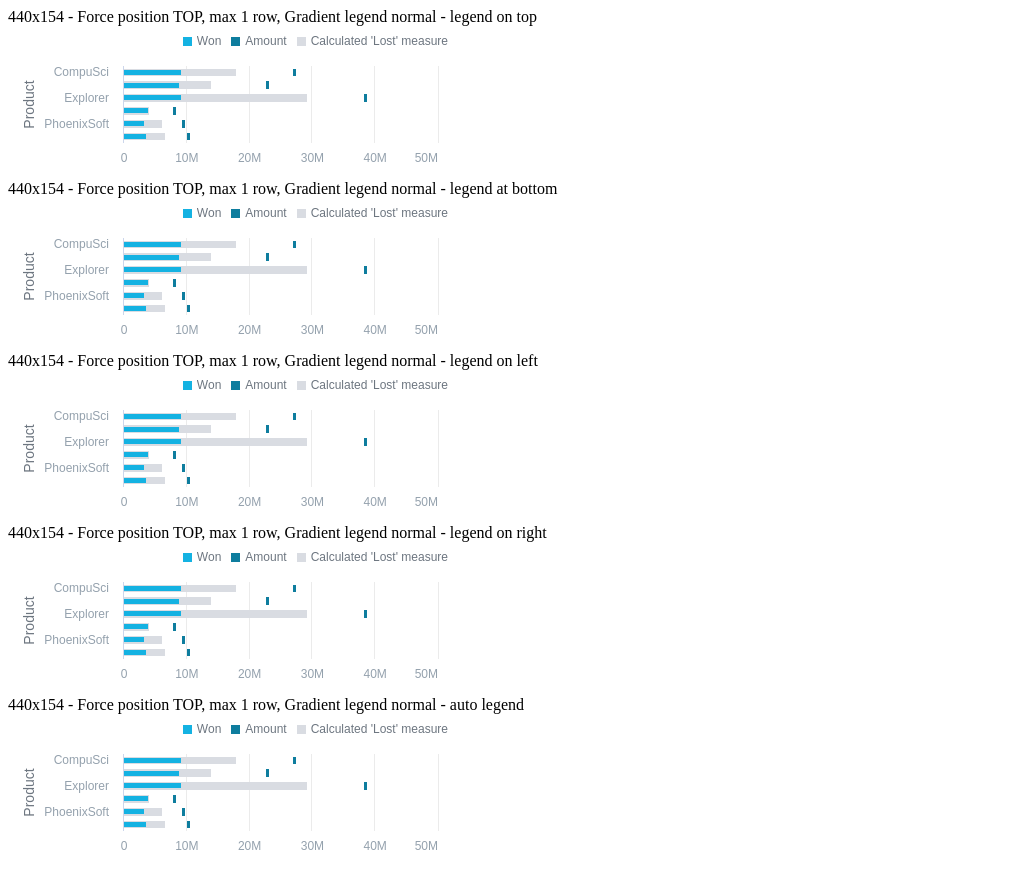 440x154 - Force position TOP, max 1 row, Gradient legend normal - legend on top
Won Amount Calculated 'Lost' measure
Product
CompuSci
Explorer
PhoenixSoft
0 10M 20M 30M 40M 50M
440x154 - Force position TOP, max 1 row, Gradient legend normal - legend at bottom
Won Amount Calculated 'Lost' measure
Product
CompuSci
Explorer
PhoenixSoft
0 10M 20M 30M 40M 50M
440x154 - Force position TOP, max 1 row, Gradient legend normal - legend on left
Won Amount Calculated 'Lost' measure
Product
CompuSci
Explorer
PhoenixSoft
0 10M 20M 30M 40M 50M
440x154 - Force position TOP, max 1 row, Gradient legend normal - legend on right
Won Amount Calculated 'Lost' measure
Product
CompuSci
Explorer
PhoenixSoft
0 10M 20M 30M 40M 50M
440x154 - Force position TOP, max 1 row, Gradient legend normal - auto legend
Won Amount Calculated 'Lost' measure
Product
CompuSci
Explorer
PhoenixSoft
0 10M 20M 30M 40M 50M